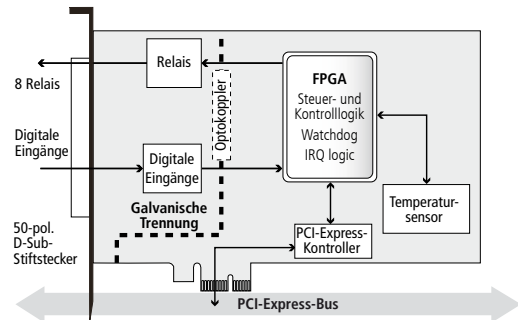 8 Relais
Digitale
Eingänge
50-pol.
D-Sub-
Stiftstecker
Relais
Optokoppler
Digitale
Eingänge
Galvanische
Trennung
FPGA
Steuer- und
Kontrolllogik
Watchdog
IRQ logic
Temperatur-
sensor
PCI-Express-
Kontroller
PCI-Express-Bus